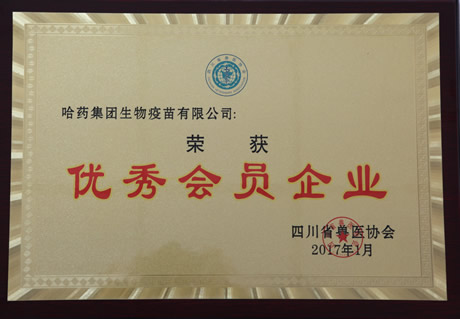 哈药集团生物疫苗有限公司:
荣 获
优秀会员企业
四川省兽医协会
2017年1月